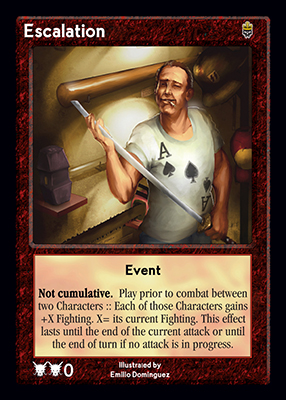 Escalation
A
A
Event
Not cumulative. Play prior to combat between
two Characters :: Each of those Characters gains
+X Fighting. X= its current Fighting. This effect
lasts until the end of the current attack or until
the end of turn if no attack is in progress.
0
Illustrated by
Emilio Dominguez